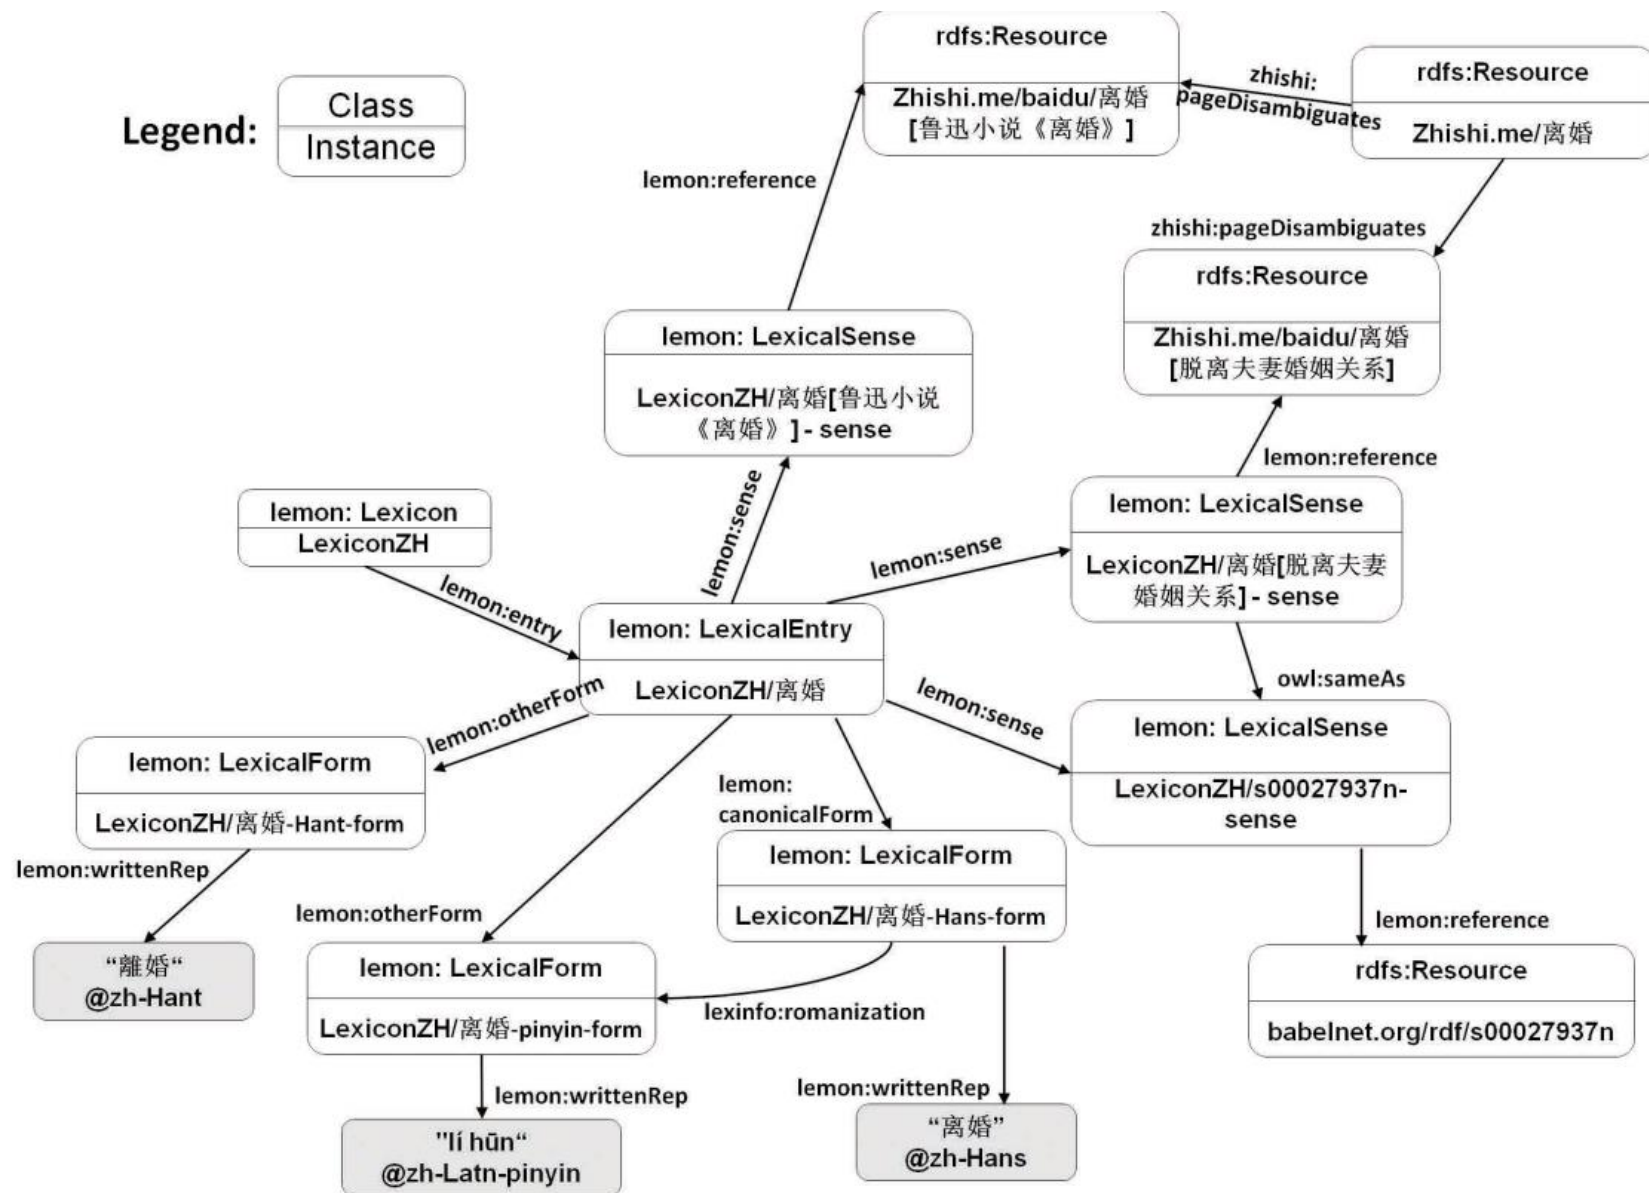 rdfs:Resource
Zhishi.me/baidu/离婚
[鲁迅小说《离婚》]
zhishi:
pageDisambiguates
rdfs:Resource
Zhishi.me/离婚
Legend:
Class
Instance
lemon:reference
zhishi:pageDisambiguates
rdfs:Resource
Zhishi.me/baidu/离婚
[脱离夫妻婚姻关系]
lemon: LexicalSense
LexiconZH/离婚[鲁迅小说
《离婚》] - sense
lemon:reference
lemon: LexicalSense
LexiconZH/离婚[脱离夫妻
婚姻关系] - sense
lemon: Lexicon
LexiconZH
lemon:entry
lemon:sense
lemon:sense
lemon: LexicalEntry
LexiconZH/离婚
owl:sameAs
lemon:sense
lemon: LexicalSense
LexiconZH/s00027937n-
sense
lemon:otherForm
lemon: LexicalForm
LexiconZH/离婚-Hant-form
lemon:
canonicalForm
lemon: LexicalForm
LexiconZH/离婚-Hans-form
lemon:writtenRep
“離婚“
@zh-Hant
lemon:otherForm
lemon: LexicalForm
LexiconZH/离婚-pinyin-form
lexinfo:romanization
lemon:reference
rdfs:Resource
babelnet.org/rdf/s00027937n
lemon:writtenRep
”lí hūn“
@zh-Latn-pinyin
lemon:writtenRep
“离婚”
@zh-Hans